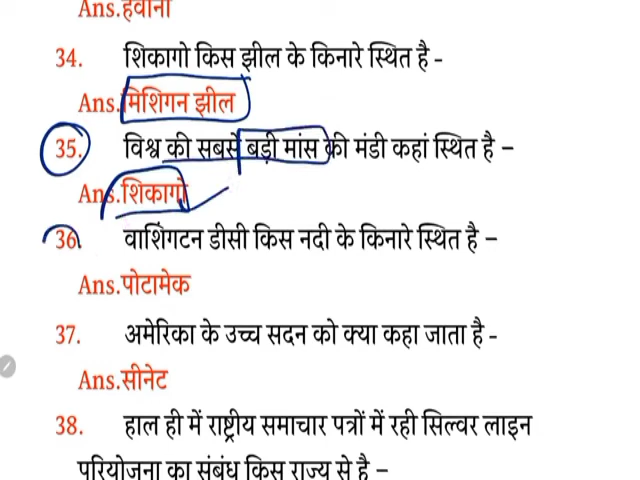 Ans.हवाना
34. शिकागो किस झील के किनारे स्थित है -
Ans.मिशिगन झील
35. विश्व की सबसे बड़ी मांस की मंडी कहां स्थित है –
Ans.शिकागो
36. वाशिंगटन डीसी किस नदी के किनारे स्थित है –
Ans.पोटामेक
37. अमेरिका के उच्च सदन को क्या कहा जाता है -
Ans.सीनेट
38. हाल ही में राष्ट्रीय समाचार पत्रों में रही सिल्वर लाइन
परियोजना का संबंध किस राज्य से है –